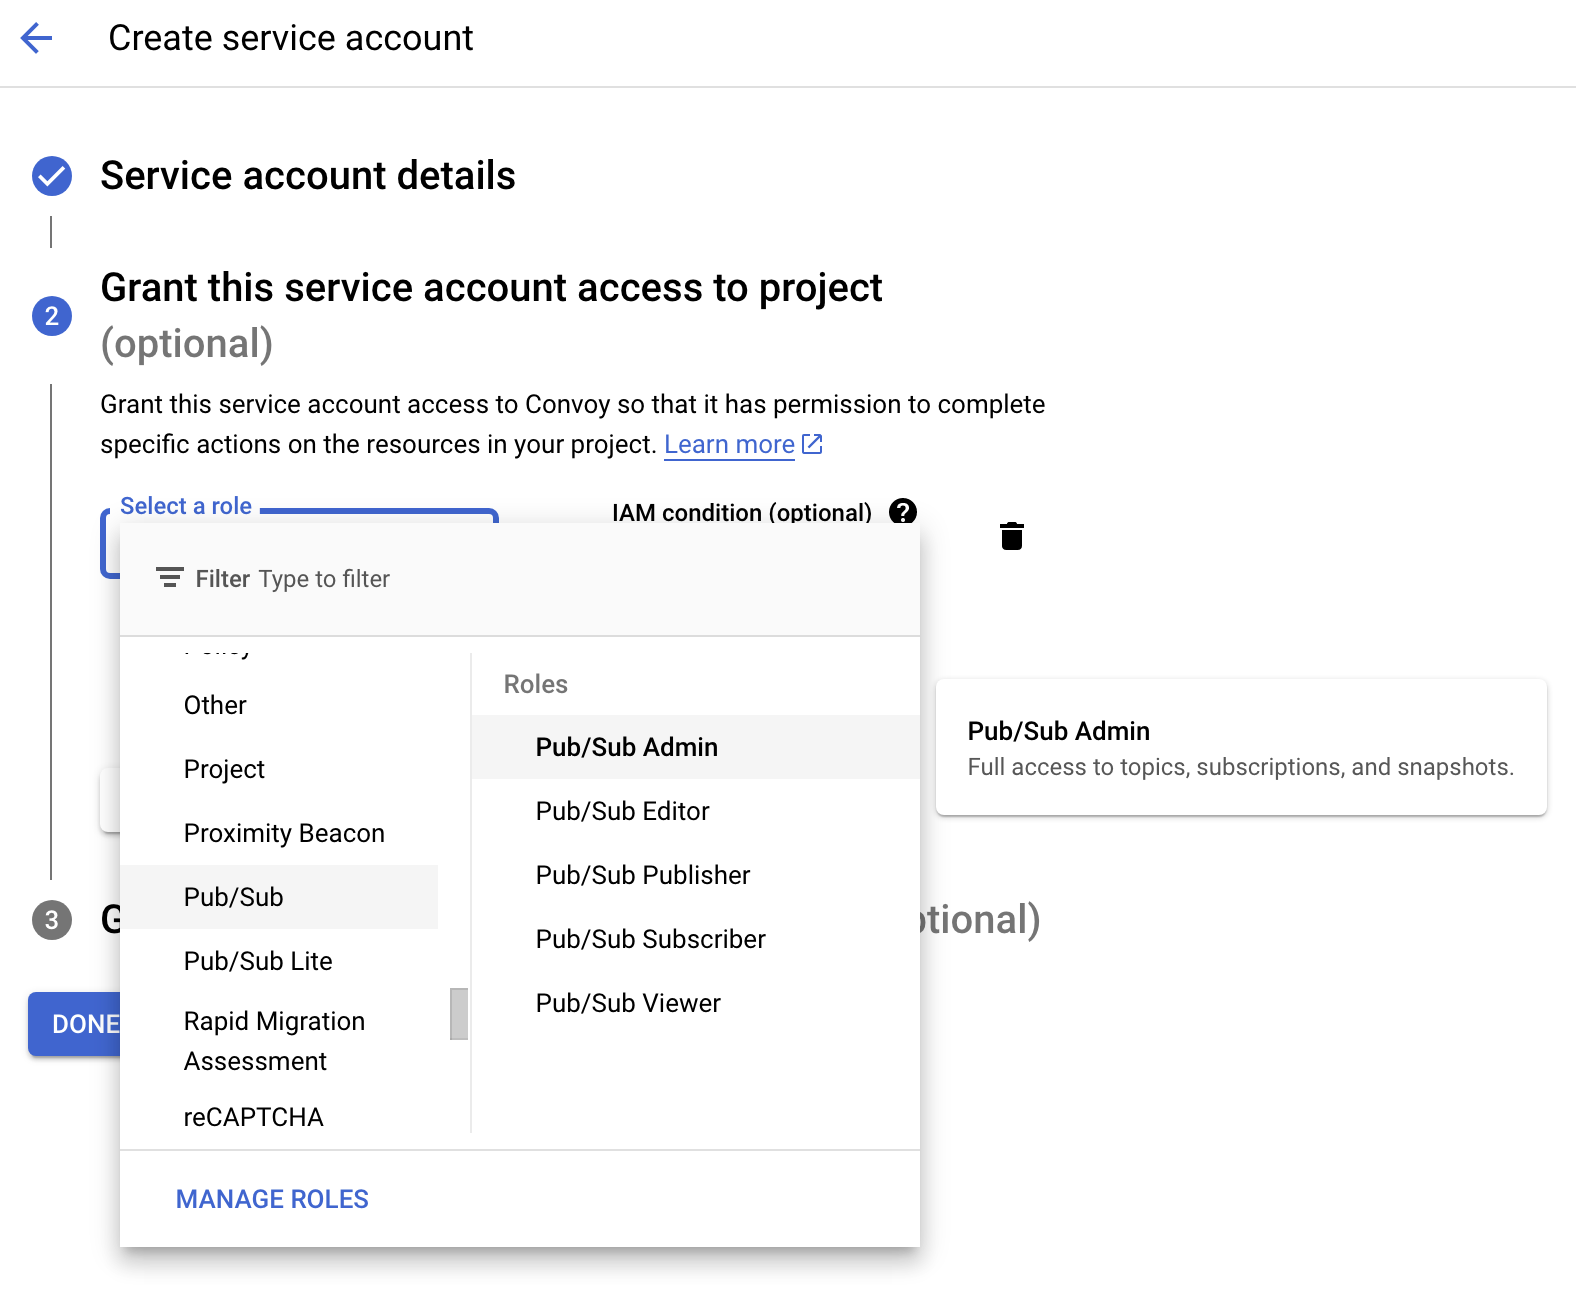 Create service account
Service account details
2
Grant this service account access to project
(optional)
Grant this service account access to Convoy so that it has permission to complete
specific actions on the resources in your project. Learn more
Select a role
IAM condition (optional)
Filter Type to filter
Other
Project
Proximity Beacon
Pub/Sub
Pub/Sub Lite
Rapid Migration
Assessment
reCAPTCHA
Roles
Pub/Sub Admin
Pub/Sub Editor
Pub/Sub Publisher
Pub/Sub Subscriber
Pub/Sub Viewer
Pub/Sub Admin
Full access to topics, subscriptions, and snapshots.
3
DONE
MANAGE ROLES